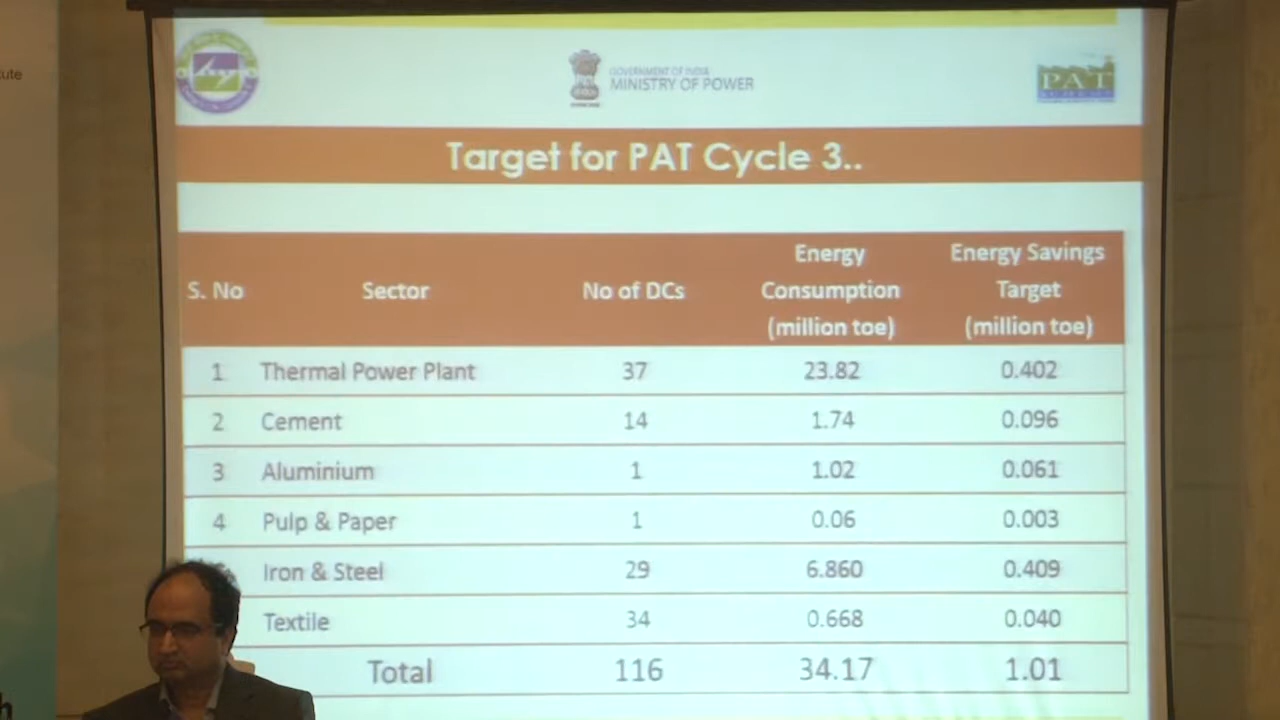 ute
GOVERNMENT OF INDIA
MINISTRY OF POWER
PAT
Target for PAT Cycle 3..
S. No Sector No of DCs Energy Consumption (million toe) Energy Savings Target (million toe)
1 Thermal Power Plant 37 23.82 0.402
2 Cement 14 1.74 0.096
3 Aluminium 1 1.02 0.061
4 Pulp & Paper 1 0.06 0.003
Iron & Steel 29 6.860 0.409
Textile 34 0.668 0.040
Total 116 34.17 1.01
h